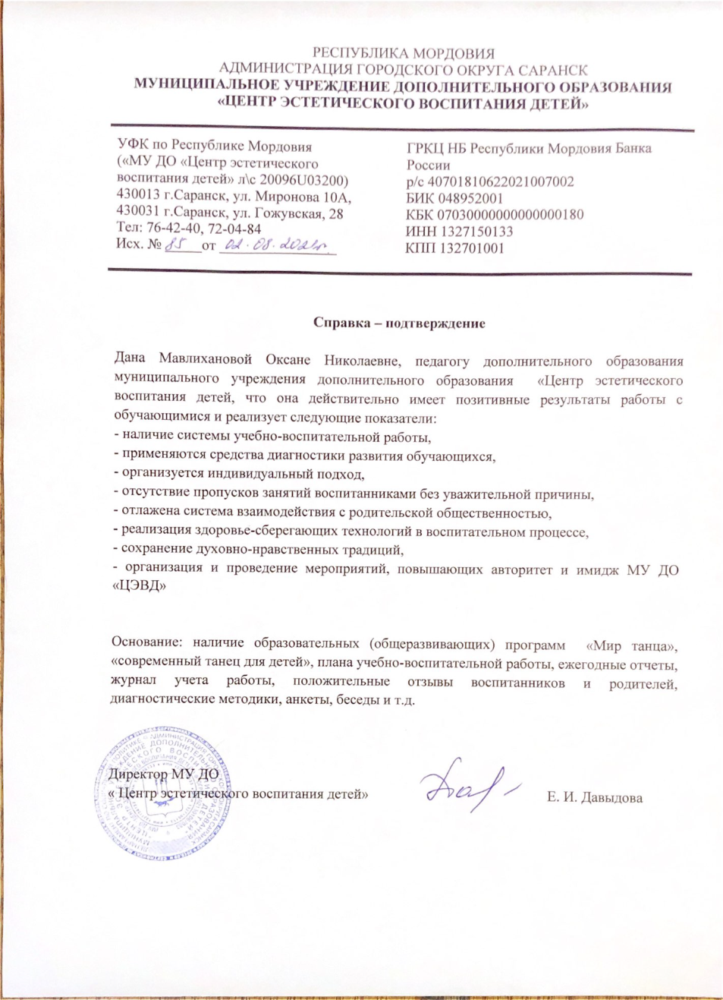 РЕСПУБЛИКА МОРДОВИЯ
АДМИНИСТРАЦИЯ ГОРОДСКОГО ОКРУГА САРАНСК
МУНИЦИПАЛЬНОЕ УЧРЕЖДЕНИЕ ДОПОЛНИТЕЛЬНОГО ОБРАЗОВАНИЯ
«ЦЕНТР ЭСТЕТИЧЕСКОГО ВОСПИТАНИЯ ДЕТЕЙ»
УФК по Республике Мордовия
(«МУ ДО «Центр эстетического
воспитания детей» л\с 20096U03200)
430013 г.Саранск, ул. Миронова 10А,
430031 г.Саранск, ул. Гожувская, 28
Тел: 76-42-40, 72-04-84
Исх. № 85 от 02.08.2021г.
ГРКЦ НБ Республики Мордовия Банка
России
р/с 40701810622021007002
БИК 048952001
КБК 07030000000000000180
ИНН 1327150133
КПП 132701001
Справка – подтверждение
Дана Мавлихановой Оксане Николаевне, педагогу дополнительного образования
муниципального учреждения дополнительного образования «Центр эстетического
воспитания детей, что она действительно имеет позитивные результаты работы с
обучающимися и реализует следующие показатели:
- наличие системы учебно-воспитательной работы,
- применяются средства диагностики развития обучающихся,
- организуется индивидуальный подход,
- отсутствие пропусков занятий воспитанниками без уважительной причины,
- отлажена система взаимодействия с родительской общественностью,
- реализация здоровье-сберегающих технологий в воспитательном процессе,
- сохранение духовно-нравственных традиций,
- организация и проведение мероприятий, повышающих авторитет и имидж МУ ДО
«ЦЭВД»
Основание: наличие образовательных (общеразвивающих) программ «Мир танца»,
«современный танец для детей», плана учебно-воспитательной работы, ежегодные отчеты,
журнал учета работы, положительные отзывы воспитанников и родителей,
диагностические методики, анкеты, беседы и т.д.
Директор МУ ДО
« Центр эстетического воспитания детей»
Е. И. Давыдова